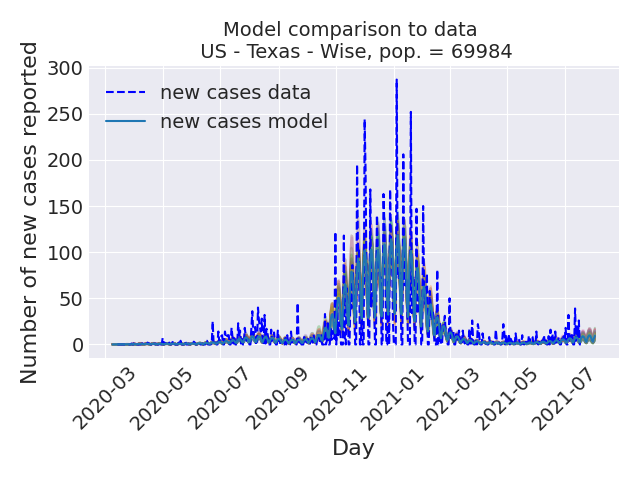 Model comparison to data
US - Texas - Wise, pop. = 69984
Number of new cases reported
300
250
200
150
100
50
0
new cases data
new cases model
2020-03
2020-05
2020-07
2020-09
2020-11
2021-01
2021-03
2021-05
2021-07
Day